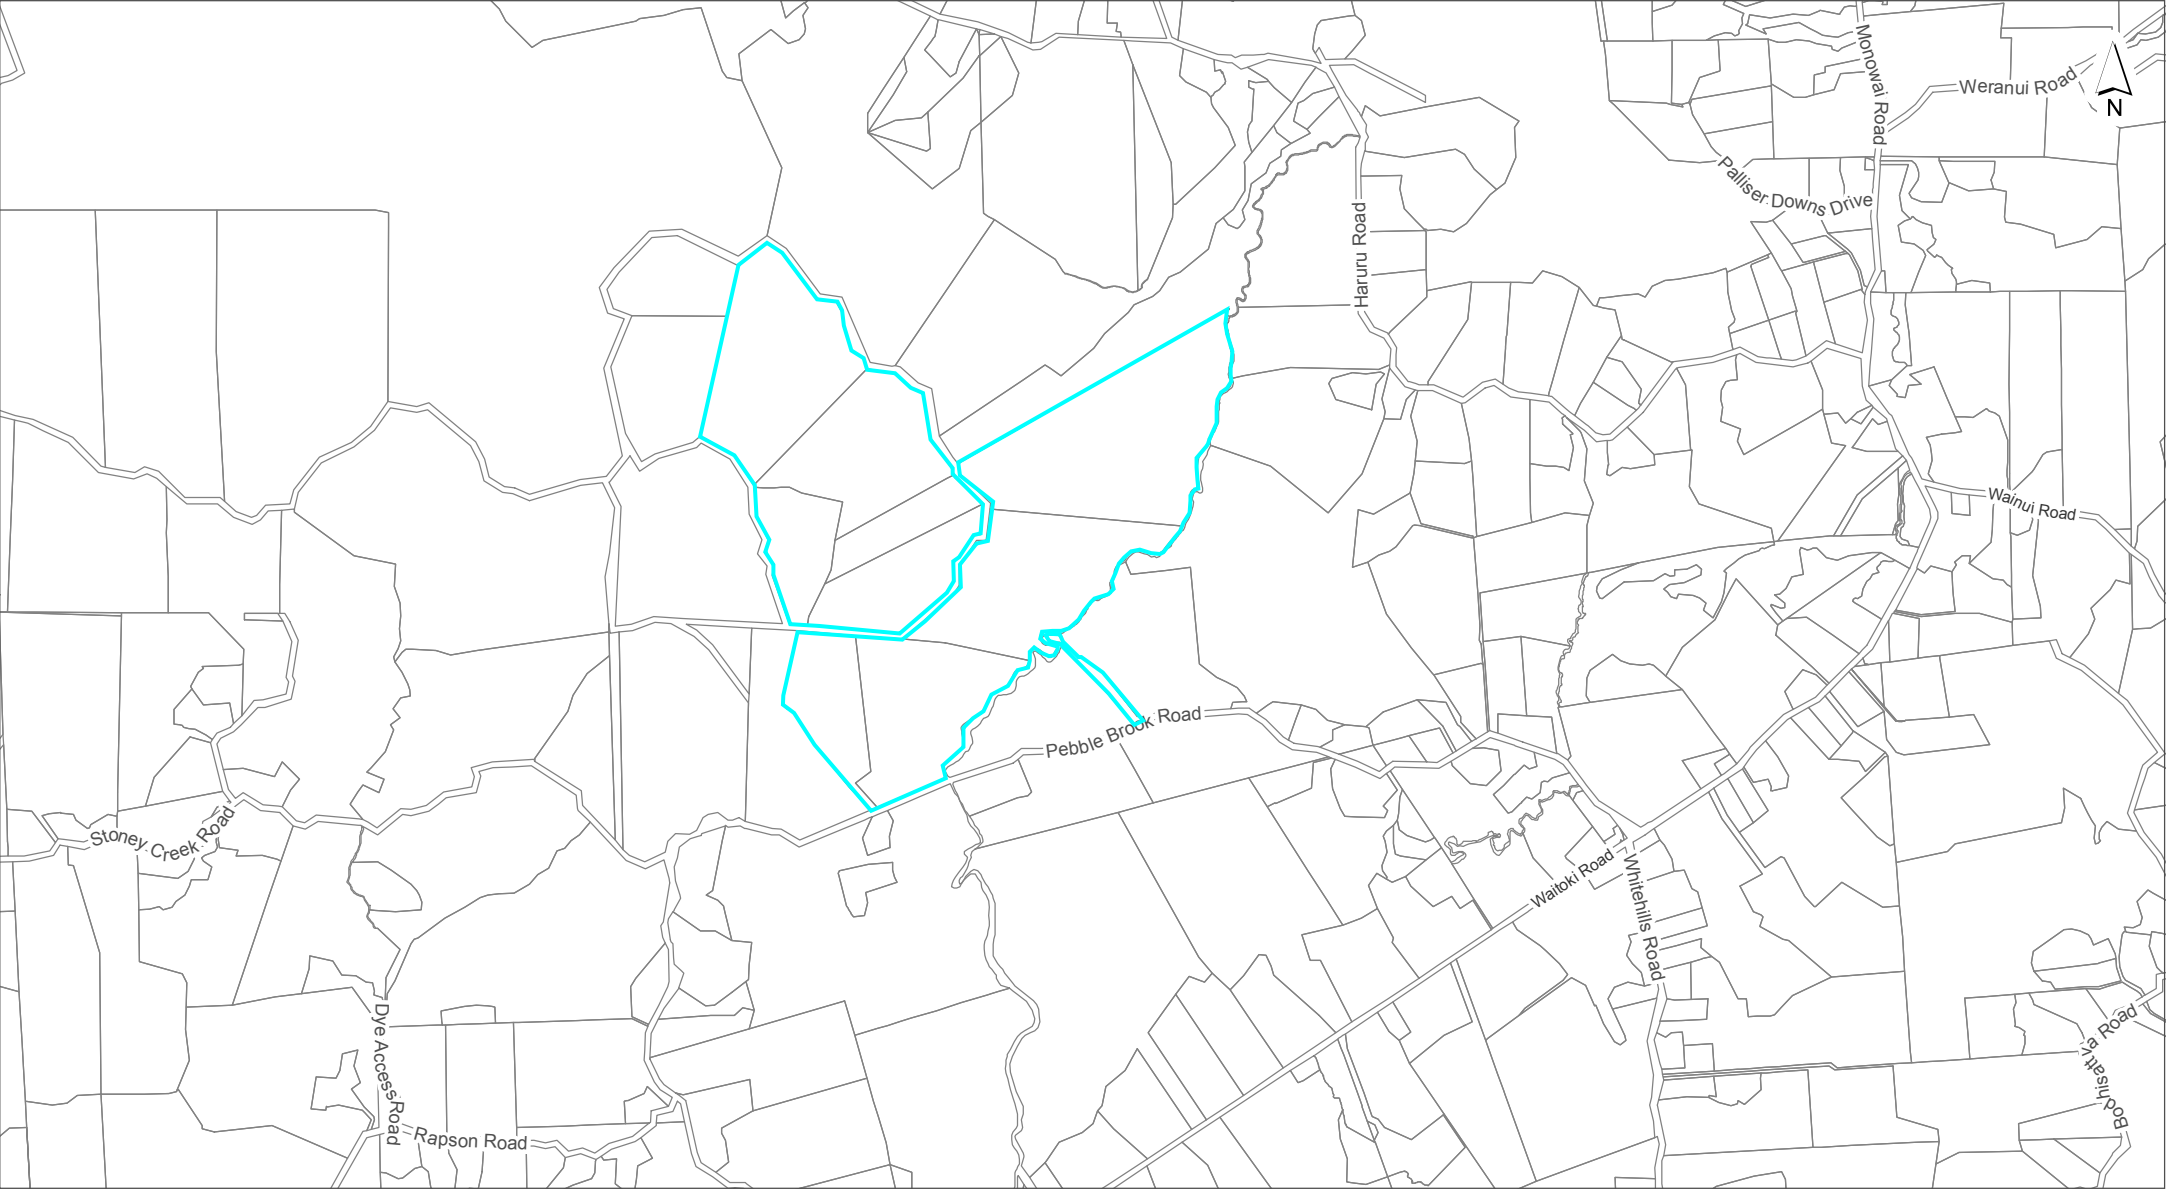 Monowai Road
Weranui Road
N
Palliser Downs Drive
Haruru Road
Wainui Road
Pebble Brook Road
Stoney Creek Road
Waitoki Road
Whitehills Road
Dye Access Road
Rapson Road
Bodhisattva Road